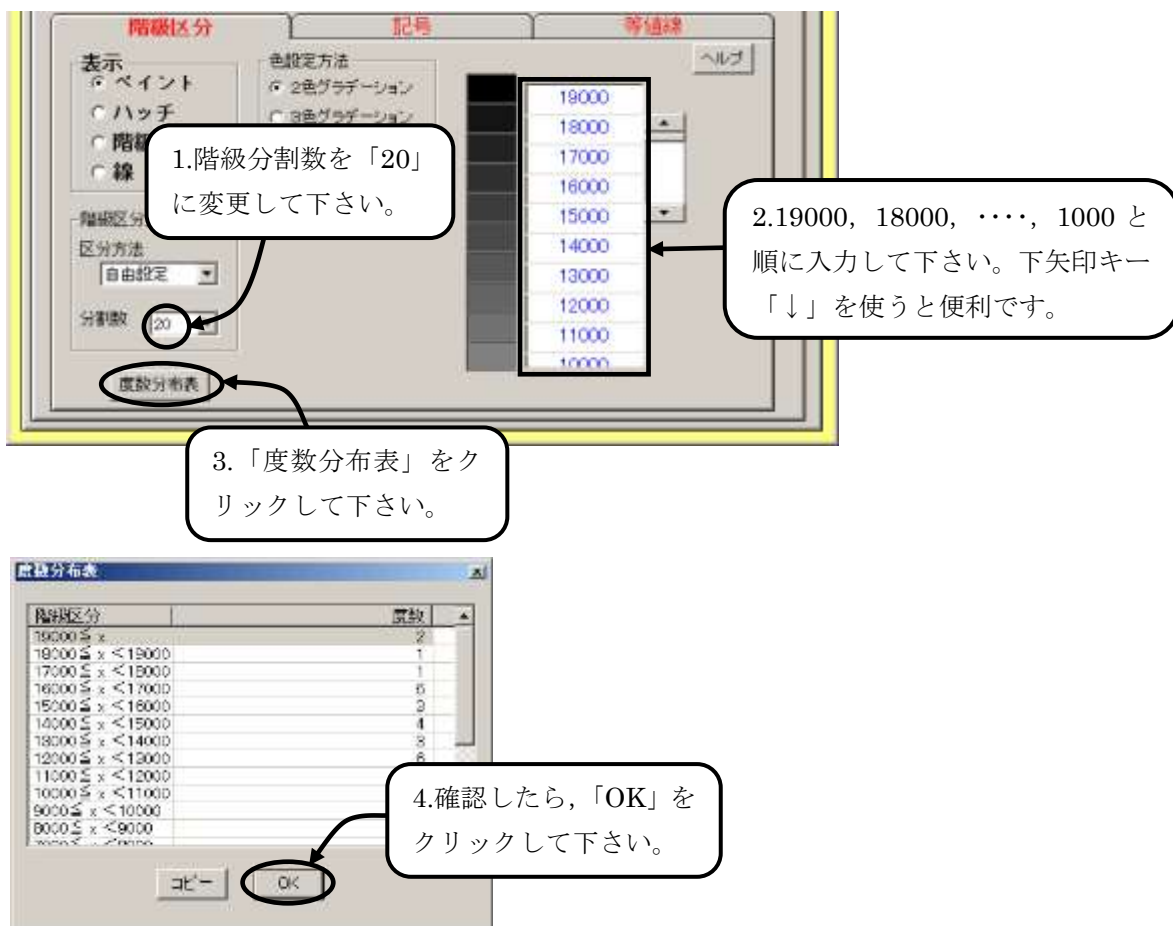 階級区分
記号
等値線
表示
ペイント
ハッチ
階級
線
色設定方法
2色グラデーション
3色グラデーション
ヘルプ
19000
18000
17000
16000
15000
14000
13000
12000
11000
10000
階級区分
区分方法
自由設定
分割数
20
度数分布表
1.階級分割数を「20」
に変更して下さい。
2.19000, 18000, ‥‥, 1000 と
順に入力して下さい。下矢印キー
「↓」を使うと便利です。
3.「度数分布表」をク
リックして下さい。
度数分布表
階級区分 度数
19000≦ x 2
18000≦ x <19000 1
17000≦ x <18000 1
16000≦ x <17000
15000≦ x <16000
14000≦ x <15000 4
13000≦ x <14000
12000≦ x <13000
11000≦ x <12000
10000≦ x <11000
9000≦ x <10000
8000≦ x <9000
4.確認したら,「OK」を
クリックして下さい。
コピー
OK